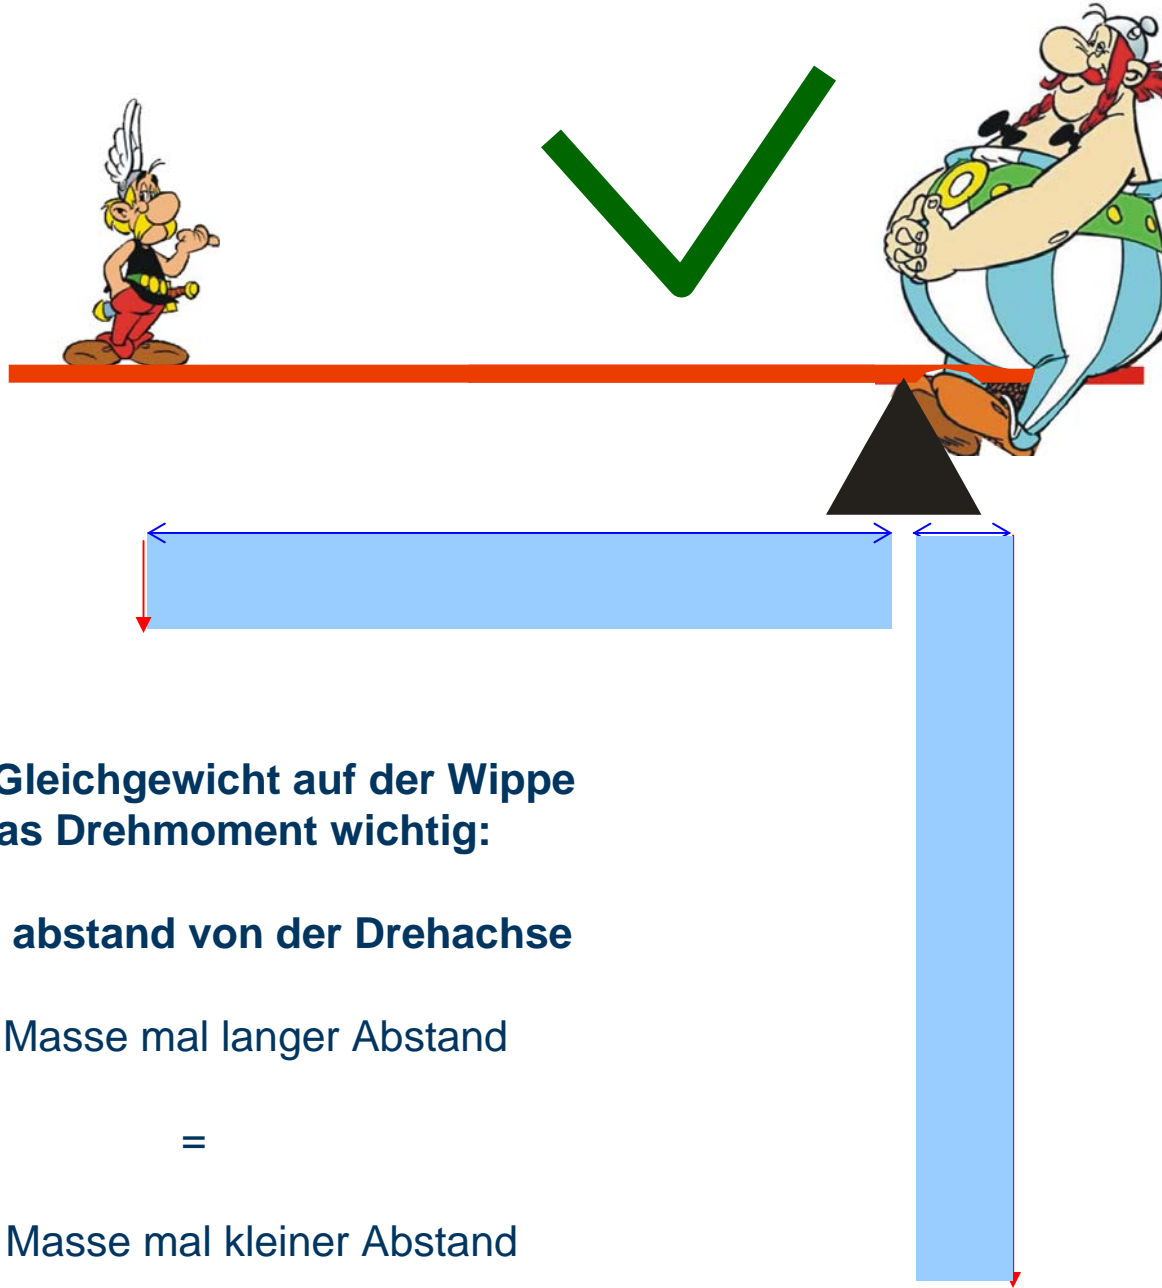 Gleichgewicht auf der Wippe
as Drehmoment wichtig:
abstand von der Drehachse
Masse mal langer Abstand
=
Masse mal kleiner Abstand